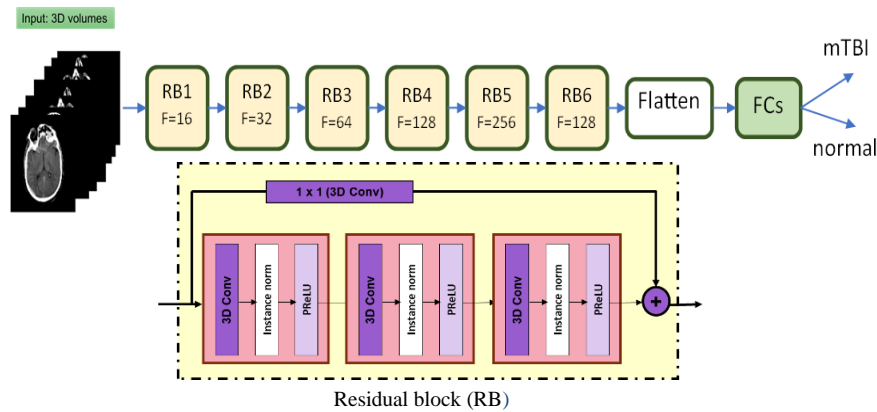 Input: 3D volumes
RB1
F=16
RB2
F=32
RB3
F=64
RB4
F=128
RB5
F=256
RB6
F=128
Flatten
FCs
mTBI
normal
1 x 1 (3D Conv)
3D Conv
Instance norm
PReLU
3D Conv
Instance norm
PReLU
3D Conv
Instance norm
PReLU
+
Residual block (RB)